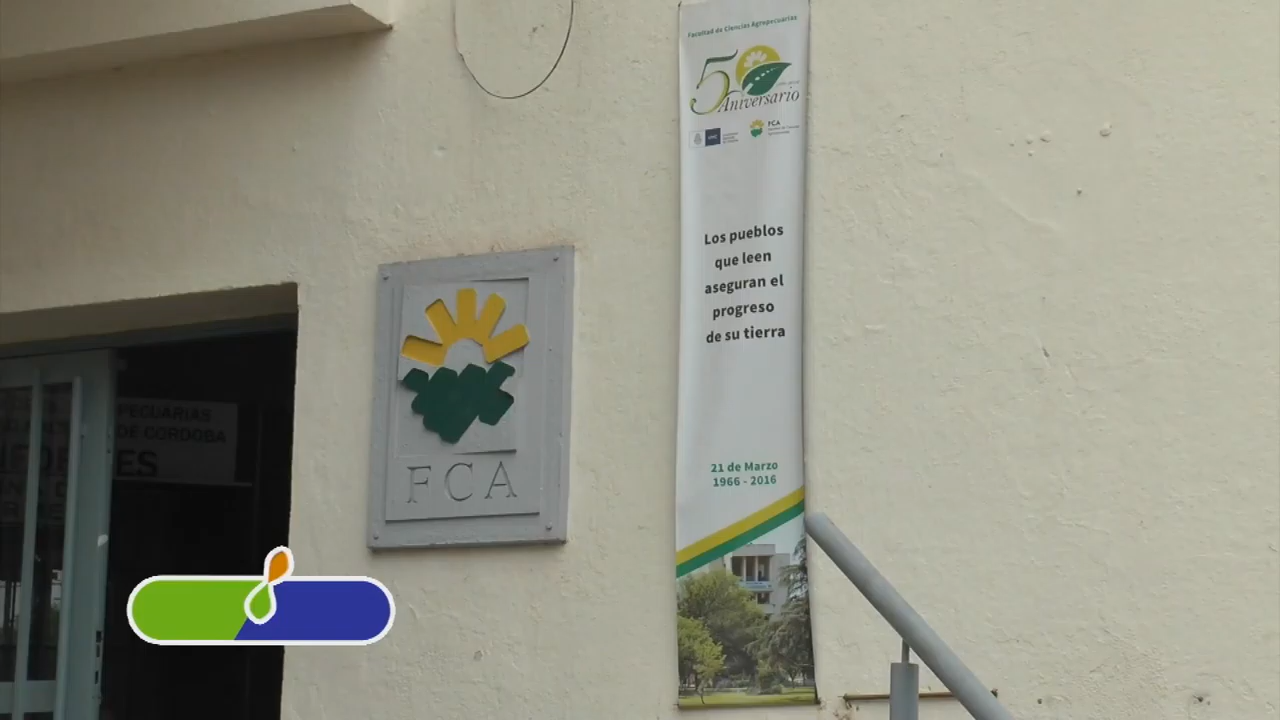 Facultad de Ciencias Agropecuarias
50
Aniversario
FCA
Los pueblos
que leen
aseguran el
progreso
de su tierra
21 de Marzo
1966 - 2016
FCA
PECUARIAS
DE CORDOBA
ES